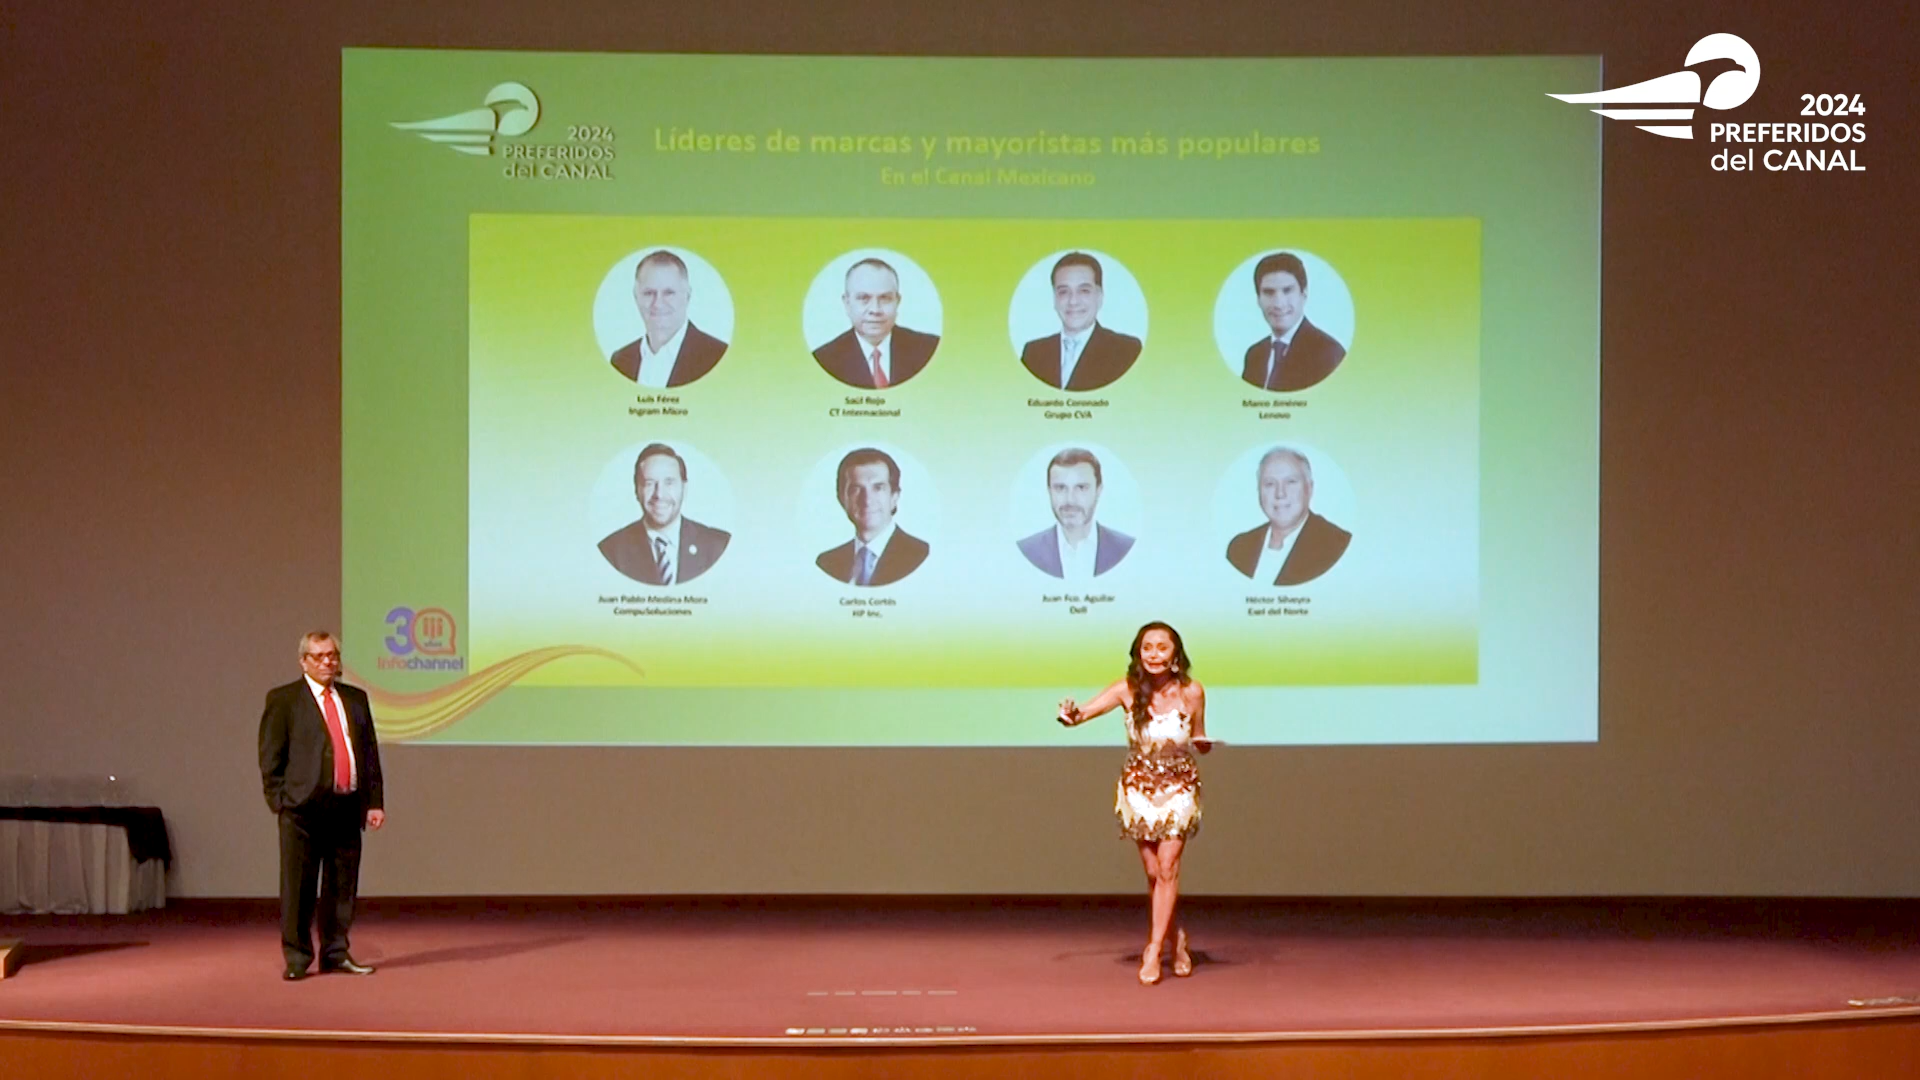 2024
PREFERIDOS
del CANAL
2024
PREFERIDOS
del CANAL
Líderes de marcas y mayoristas más populares
En el Canal Mexicano
Luis Férez
Ingram Micro
Saúl Rojo
CT Internacional
Eduardo Coronado
Grupo CVA
Marco Jiménez
Lenovo
Juan Pablo Medina Mora
CompuSoluciones
Carlos Cortés
HP Inc.
Juan Fco. Aguilar
Dell
Héctor Silveyra
Exel del Norte
30
años
Infochannel